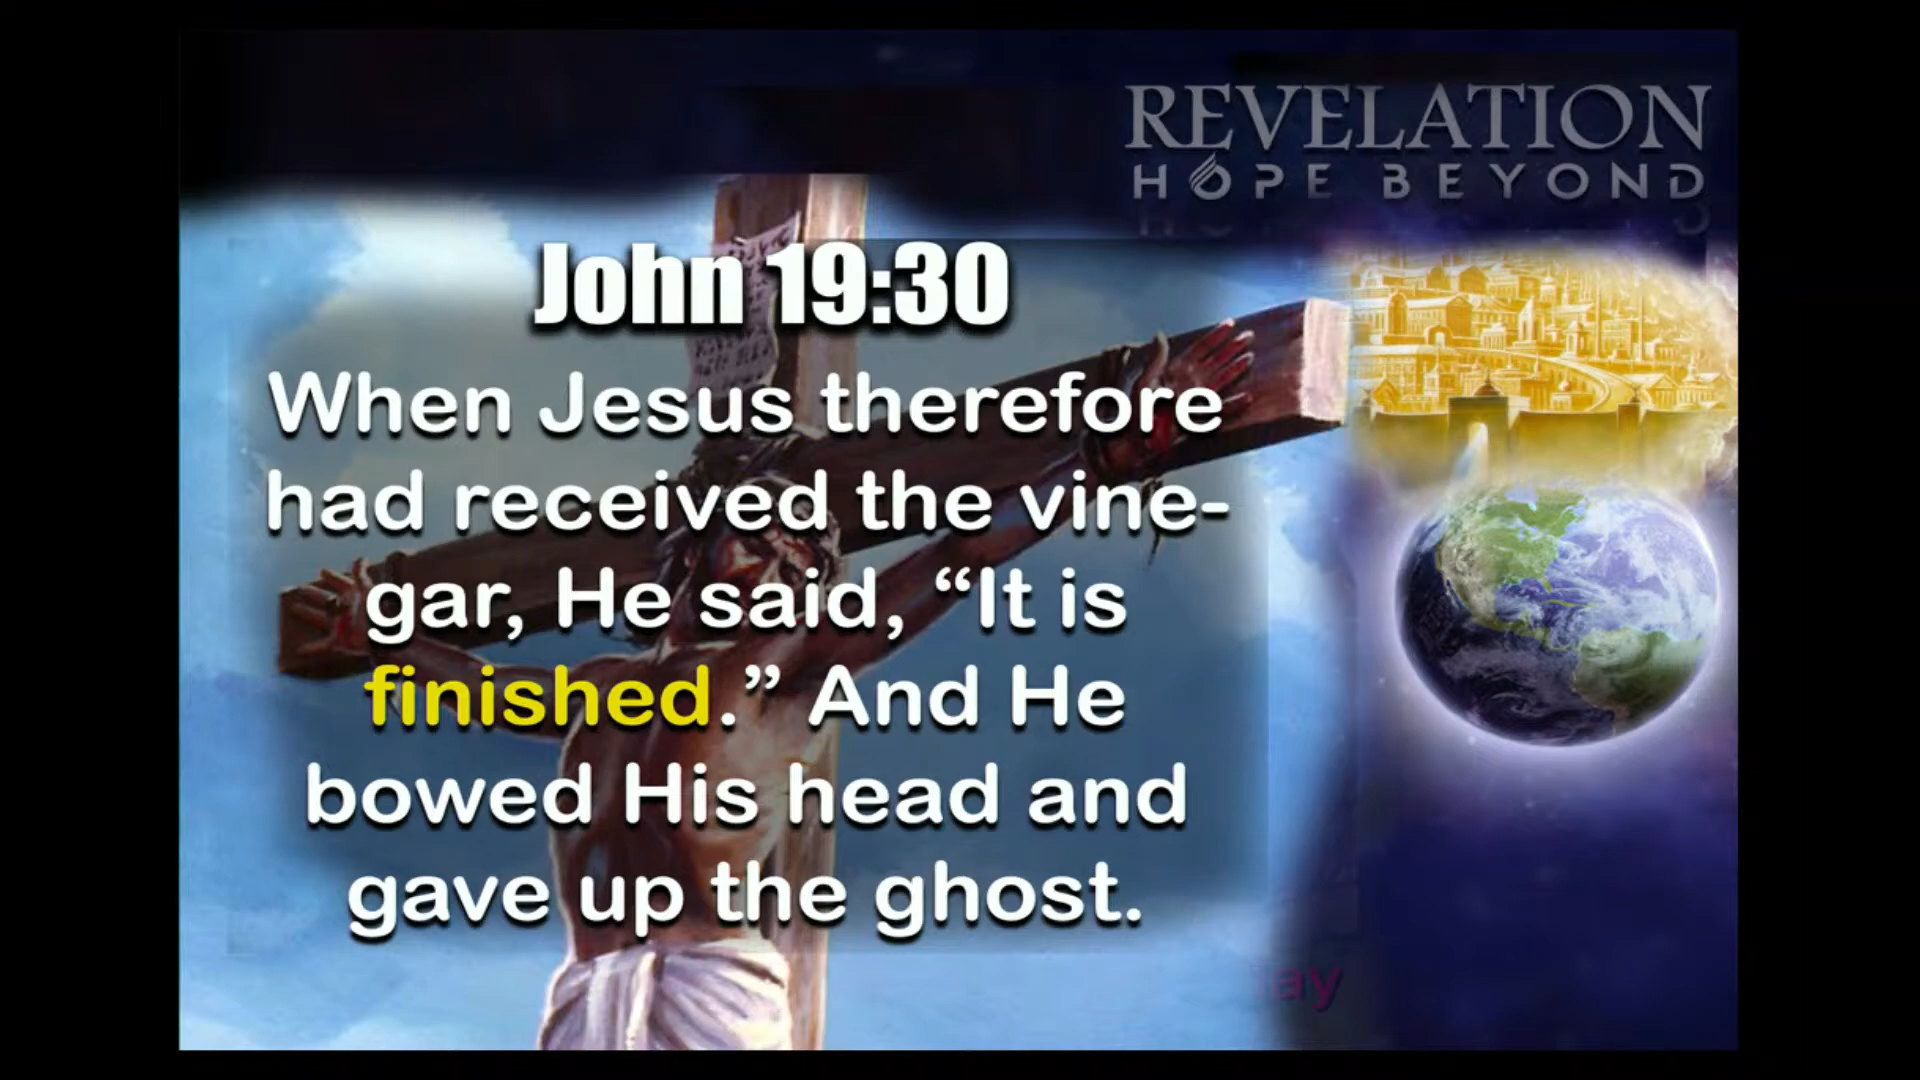 REVELATION
HOPE BEYOND
John 19:30
When Jesus therefore
had received the vine-
gar, He said, “It is
finished.” And He
bowed His head and
gave up the ghost.
ay